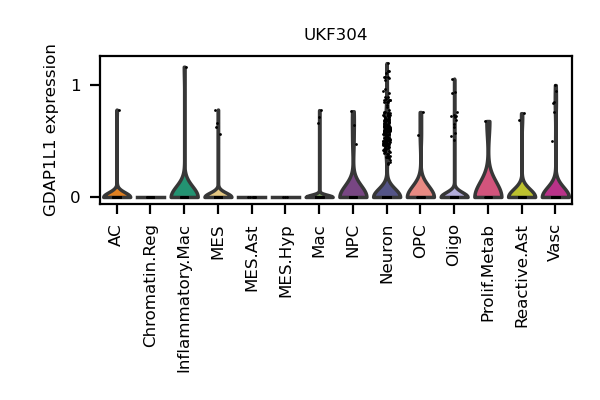 UKF304
GDAP1L1 expression
1
0
AC
Chromatin.Reg
Inflammatory.Mac
MES
MES.Ast
MES.Hyp
Mac
NPC
Neuron
OPC
Oligo
Prolif.Metab
Reactive.Ast
Vasc